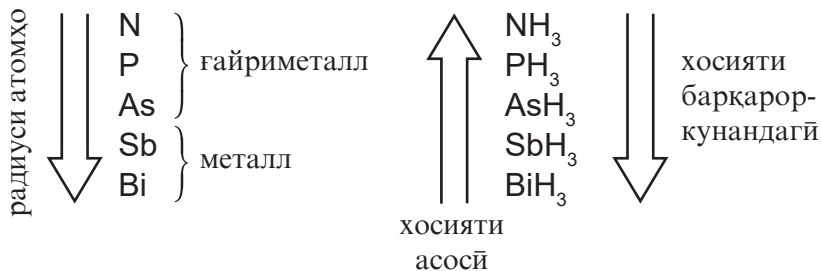 радиуси атомҳо
N
P
As
Sb
Bi
ғайриметалл
металл
NH₃
PH₃
AsH₃
SbH₃
BiH₃
хосияти
асосӣ
хосияти
барқарор-
кунандагӣ